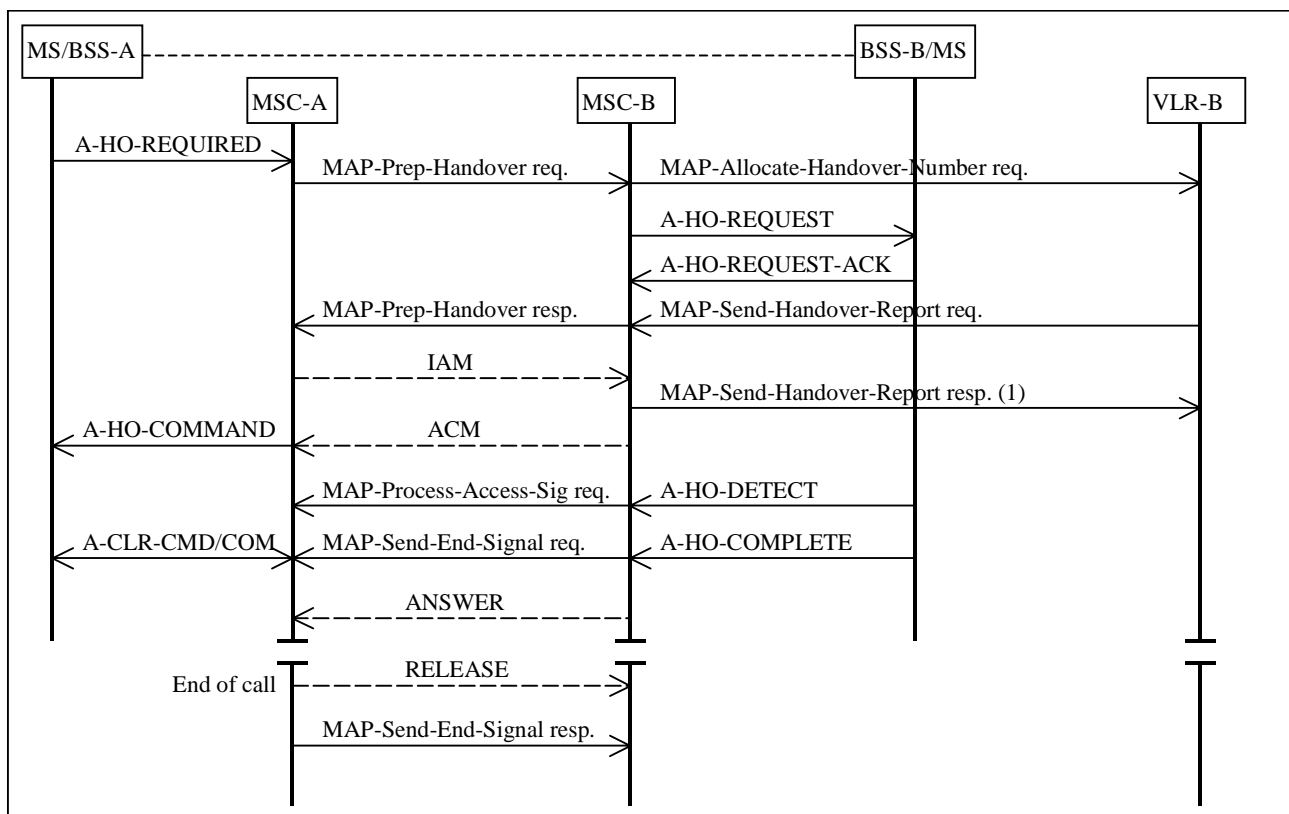 MS/BSS-A
BSS-B/MS
MSC-A
MSC-B
VLR-B
A-HO-REQUIRED
MAP-Prep-Handover req.
MAP-Allocate-Handover-Number req.
A-HO-REQUEST
A-HO-REQUEST-ACK
MAP-Prep-Handover resp.
MAP-Send-Handover-Report req.
IAM
MAP-Send-Handover-Report resp. (1)
A-HO-COMMAND
ACM
MAP-Process-Access-Sig req.
A-HO-DETECT
A-CLR-CMD/COM
MAP-Send-End-Signal req.
A-HO-COMPLETE
ANSWER
RELEASE
End of call
MAP-Send-End-Signal resp.